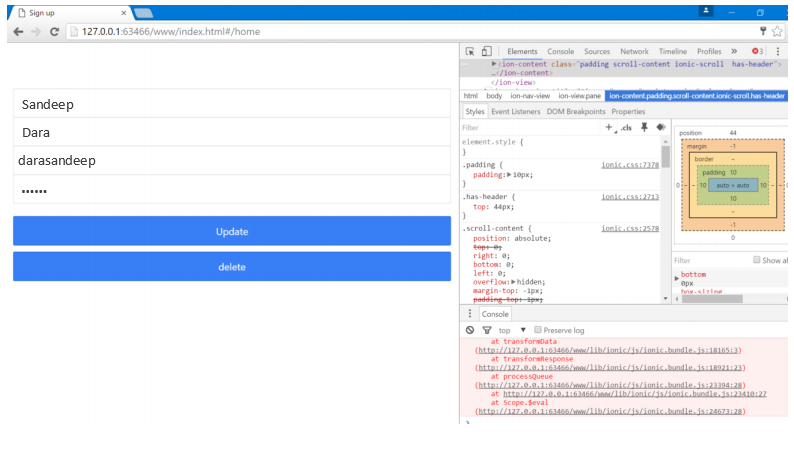 Sign up ×
127.0.0.1:63466/www/index.html#/home
Sandeep
Dara
darasandeep
••••••
Update
delete
Elements Console Sources Network Timeline Profiles » 3
▶<ion-content class="padding scroll-content ionic-scroll  has-header">
…</ion-content>
</ion-view>
html body ion-nav-view ion-view.pane ion-content.padding.scroll-content.ionic-scroll.has-header
Styles Event Listeners DOM Breakpoints Properties
Filter + .cls
element.style {
}
.padding { ionic.css:7378
padding:▶10px;
}
.has-header { ionic.css:2713
top: 44px;
}
.scroll-content { ionic.css:2578
position: absolute;
top: 0;
right: 0;
bottom: 0;
left: 0;
overflow:▶hidden;
margin-top: -1px;
padding-top: 1px;
position 44
margin -1
border –
padding 10
0 – – 10 auto × auto 10 – – 0
10
–
-1
0
Filter Show al
▶ bottom
0px
box-sizing
Console
top ▼ Preserve log
at transformData
(http://127.0.0.1:63466/www/lib/ionic/js/ionic.bundle.js:18165:3)
at transformResponse
(http://127.0.0.1:63466/www/lib/ionic/js/ionic.bundle.js:18921:23)
at processQueue
(http://127.0.0.1:63466/www/lib/ionic/js/ionic.bundle.js:23394:28)
at http://127.0.0.1:63466/www/lib/ionic/js/ionic.bundle.js:23410:27
at Scope.$eval
(http://127.0.0.1:63466/www/lib/ionic/js/ionic.bundle.js:24673:28)